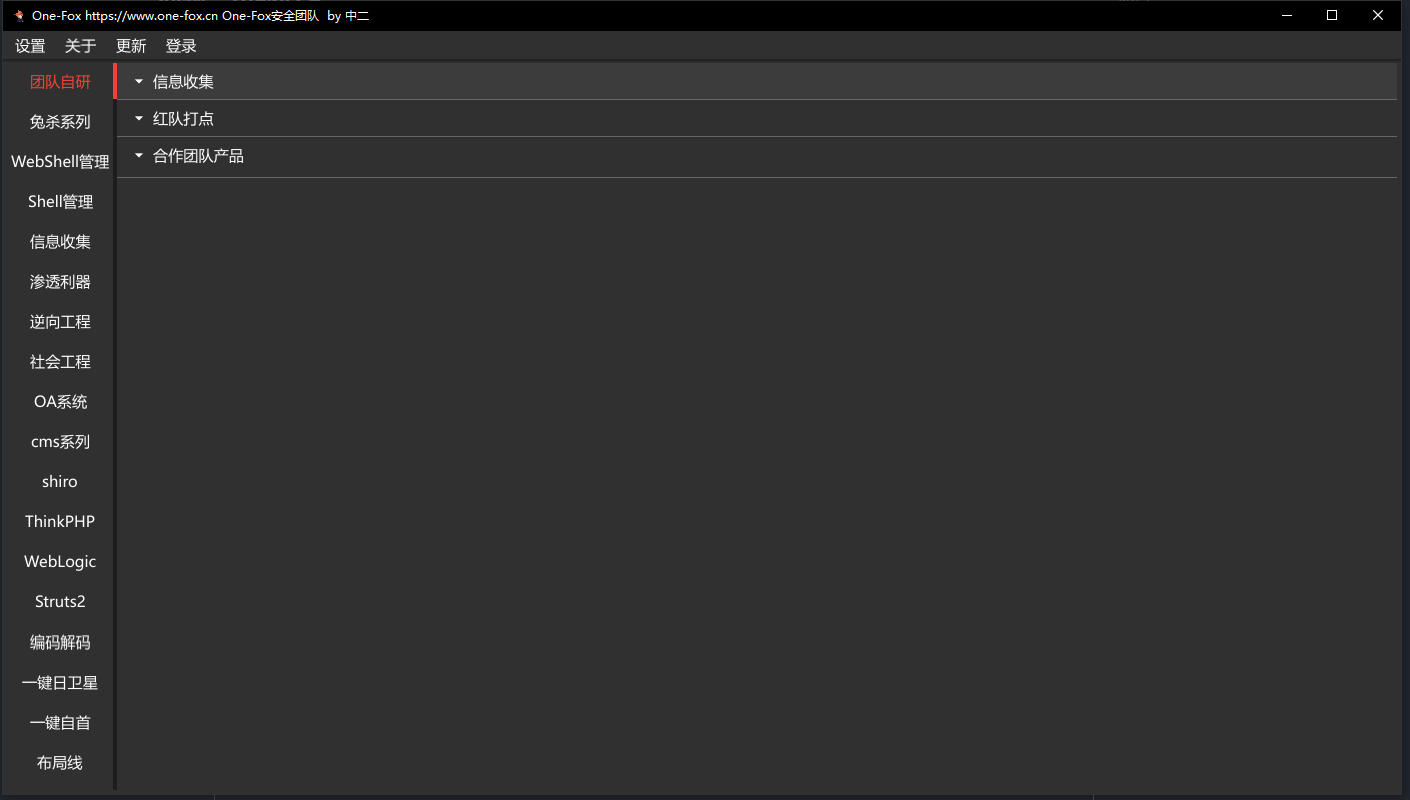 One-Fox https://www.one-fox.cn One-Fox安全团队 by 中二
设置 关于 更新 登录
团队自研
兔杀系列
WebShell管理
Shell管理
信息收集
渗透利器
逆向工程
社会工程
OA系统
cms系列
shiro
ThinkPHP
WebLogic
Struts2
编码解码
一键日卫星
一键自首
布局线
信息收集
红队打点
合作团队产品